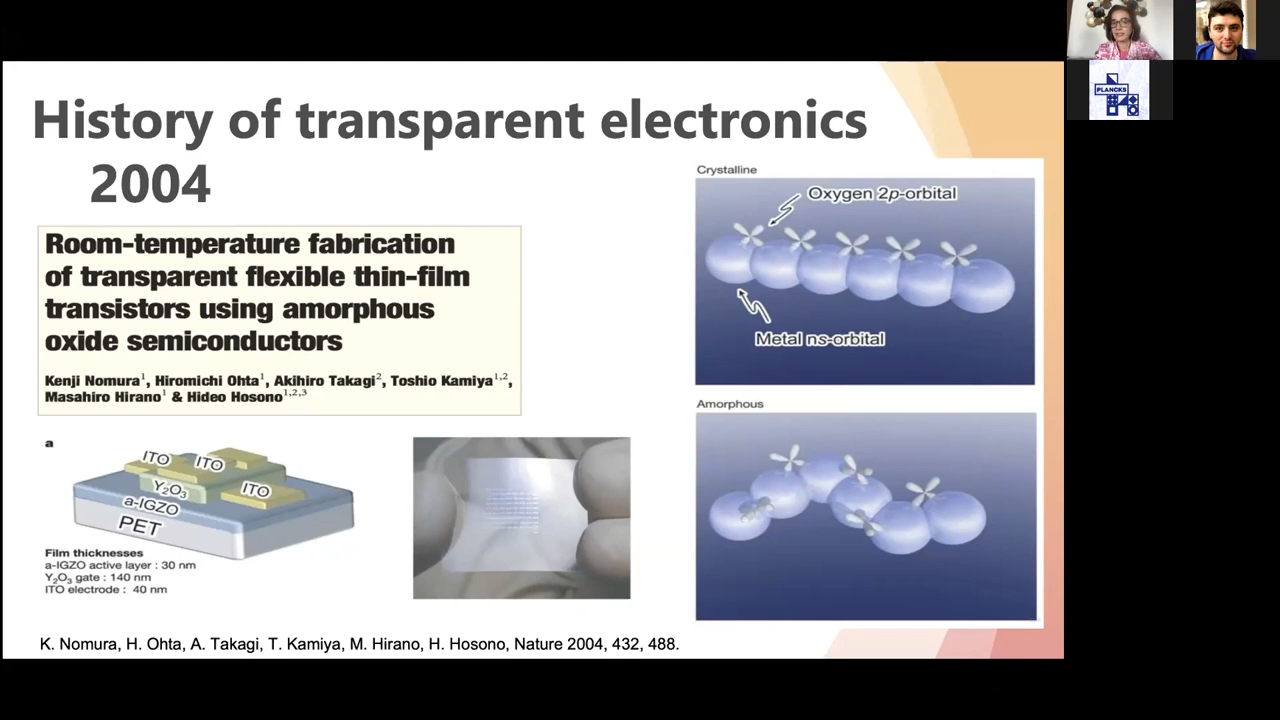 History of transparent electronics
2004
Room-temperature fabrication
of transparent flexible thin-film
transistors using amorphous
oxide semiconductors
Kenji Nomura¹, Hiromichi Ohta¹, Akihiro Takagi², Toshio Kamiya¹,²,
Masahiro Hirano¹ & Hideo Hosono¹,²,³
a
ITO
ITO
ITO
Y₂O₃
a-IGZO
PET
Film thicknesses
a-IGZO active layer : 30 nm
Y₂O₃ gate : 140 nm
ITO electrode : 40 nm
Crystalline
Oxygen 2p-orbital
Metal ns-orbital
Amorphous
K. Nomura, H. Ohta, A. Takagi, T. Kamiya, M. Hirano, H. Hosono, Nature 2004, 432, 488.
PLANCKS